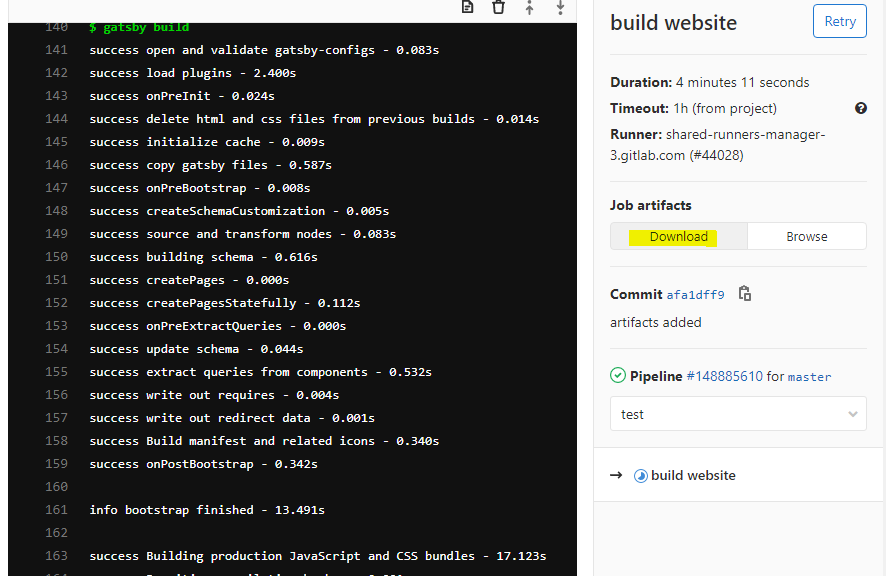 140 $ gatsby build
141 success open and validate gatsby-configs - 0.083s
142 success load plugins - 2.400s
143 success onPreInit - 0.024s
144 success delete html and css files from previous builds - 0.014s
145 success initialize cache - 0.009s
146 success copy gatsby files - 0.587s
147 success onPreBootstrap - 0.008s
148 success createSchemaCustomization - 0.005s
149 success source and transform nodes - 0.083s
150 success building schema - 0.616s
151 success createPages - 0.000s
152 success createPagesStatefully - 0.112s
153 success onPreExtractQueries - 0.000s
154 success update schema - 0.044s
155 success extract queries from components - 0.532s
156 success write out requires - 0.004s
157 success write out redirect data - 0.001s
158 success Build manifest and related icons - 0.340s
159 success onPostBootstrap - 0.342s
160
161 info bootstrap finished - 13.491s
162
163 success Building production JavaScript and CSS bundles - 17.123s
build website
Retry
Duration: 4 minutes 11 seconds
Timeout: 1h (from project)
Runner: shared-runners-manager-
3.gitlab.com (#44028)
Job artifacts
Download Browse
Commit afa1dff9
artifacts added
Pipeline #148885610 for master
test
→ build website